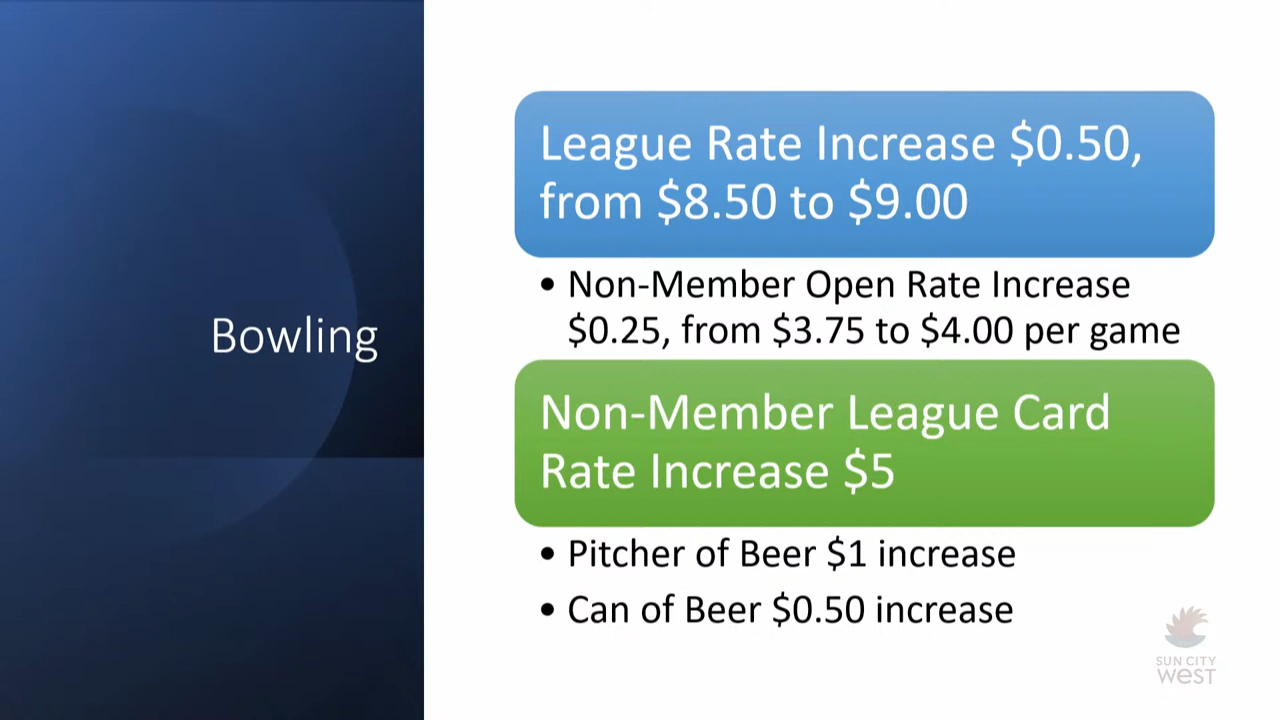 Bowling
League Rate Increase $0.50,
from $8.50 to $9.00
• Non-Member Open Rate Increase
$0.25, from $3.75 to $4.00 per game
Non-Member League Card
Rate Increase $5
• Pitcher of Beer $1 increase
• Can of Beer $0.50 increase
SUN CITY
west